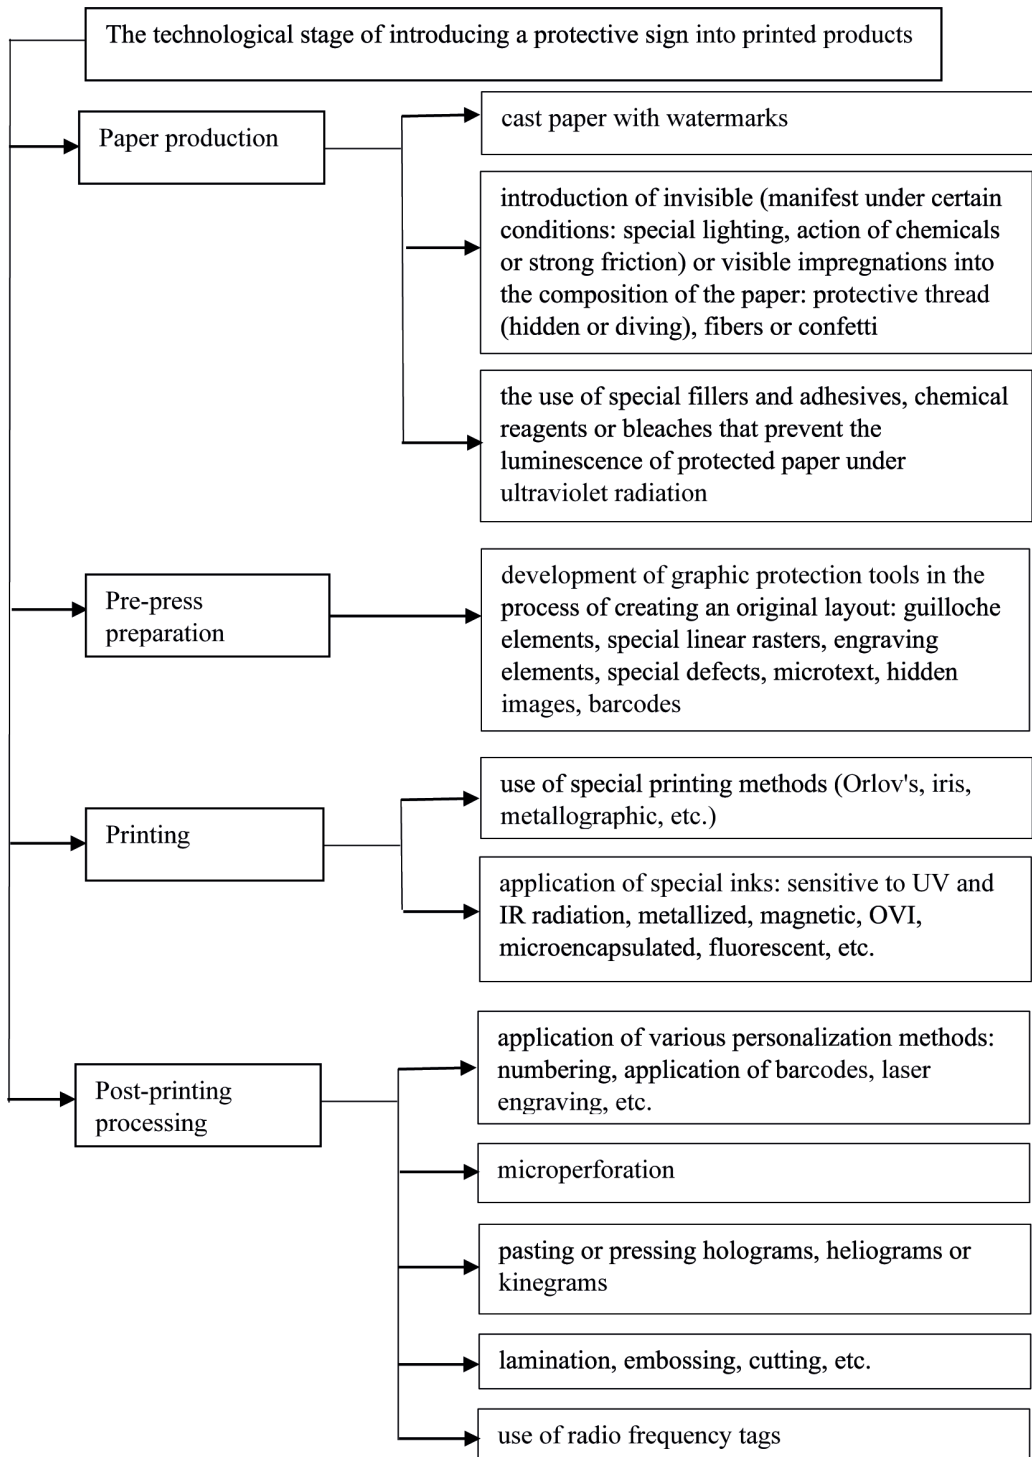 The technological stage of introducing a protective sign into printed products
Paper production
cast paper with watermarks
introduction of invisible (manifest under certain
conditions: special lighting, action of chemicals
or strong friction) or visible impregnations into
the composition of the paper: protective thread
(hidden or diving), fibers or confetti
the use of special fillers and adhesives, chemical
reagents or bleaches that prevent the
luminescence of protected paper under
ultraviolet radiation
Pre-press
preparation
development of graphic protection tools in the
process of creating an original layout: guilloche
elements, special linear rasters, engraving
elements, special defects, microtext, hidden
images, barcodes
Printing
use of special printing methods (Orlov's, iris,
metallographic, etc.)
application of special inks: sensitive to UV and
IR radiation, metallized, magnetic, OVI,
microencapsulated, fluorescent, etc.
Post-printing
processing
application of various personalization methods:
numbering, application of barcodes, laser
engraving, etc.
microperforation
pasting or pressing holograms, heliograms or
kinegrams
lamination, embossing, cutting, etc.
use of radio frequency tags